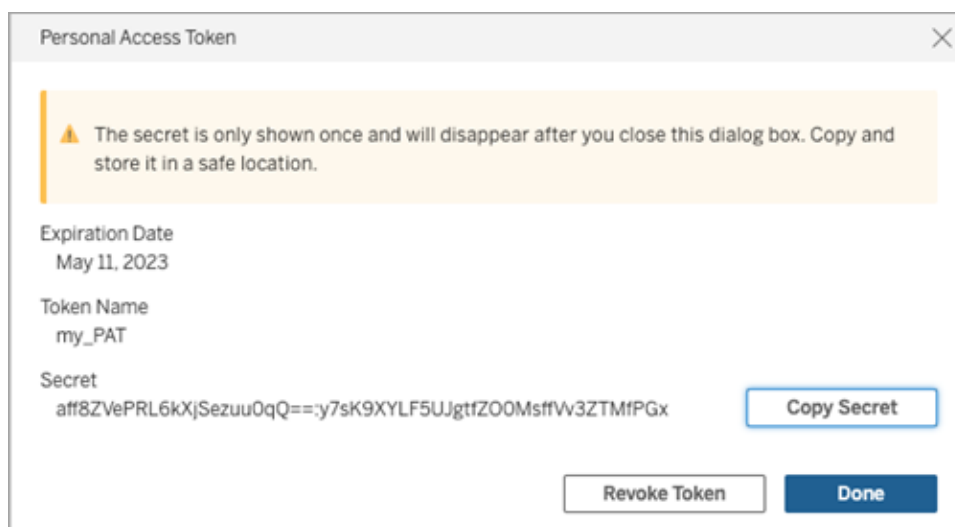 Personal Access Token
The secret is only shown once and will disappear after you close this dialog box. Copy and
store it in a safe location.
Expiration Date
May 11, 2023
Token Name
my_PAT
Secret
aff8ZVePRL6kXjSezuu0qQ==:y7sK9XYLF5UJgtfZO0MsffVv3ZTMfPGx
Copy Secret
Revoke Token
Done